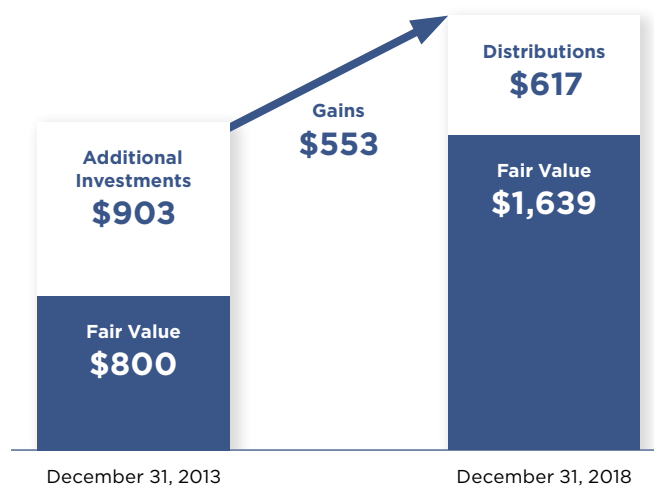 Additional
Investments
$903
Fair Value
$800
December 31, 2013
Gains
$553
Distributions
$617
Fair Value
$1,639
December 31, 2018